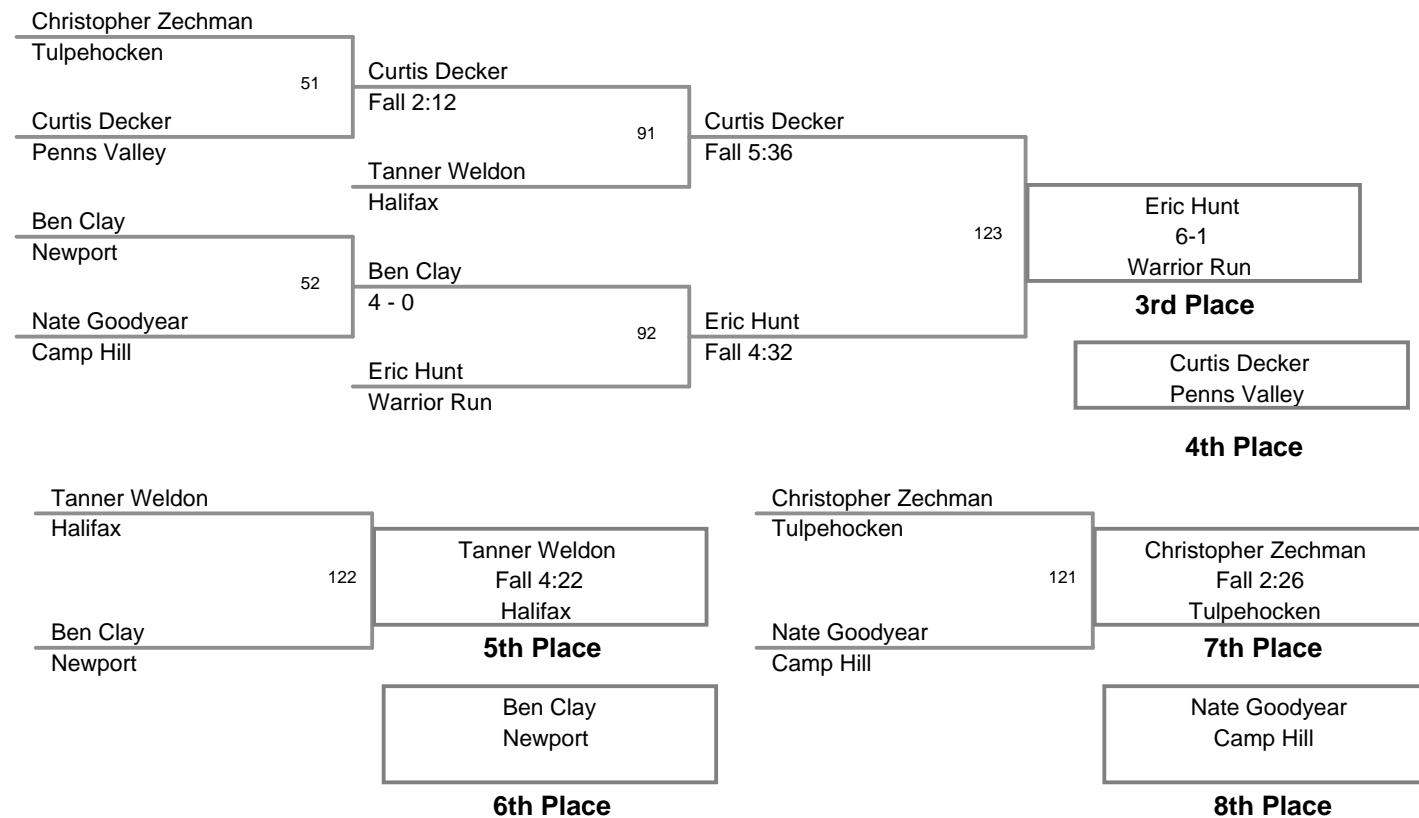 Christopher Zechman
Tulpehocken
51
Curtis Decker
Penns Valley
Curtis Decker
Fall 2:12
91
Tanner Weldon
Halifax
Ben Clay
Newport
52
Nate Goodyear
Camp Hill
Ben Clay
4 - 0
92
Eric Hunt
Warrior Run
Curtis Decker
Fall 5:36
123
Eric Hunt
Fall 4:32
Eric Hunt
6-1
Warrior Run
3rd Place
Curtis Decker
Penns Valley
4th Place
Tanner Weldon
Halifax
122
Ben Clay
Newport
Tanner Weldon
Fall 4:22
Halifax
5th Place
Ben Clay
Newport
6th Place
Christopher Zechman
Tulpehocken
121
Nate Goodyear
Camp Hill
Christopher Zechman
Fall 2:26
Tulpehocken
7th Place
Nate Goodyear
Camp Hill
8th Place